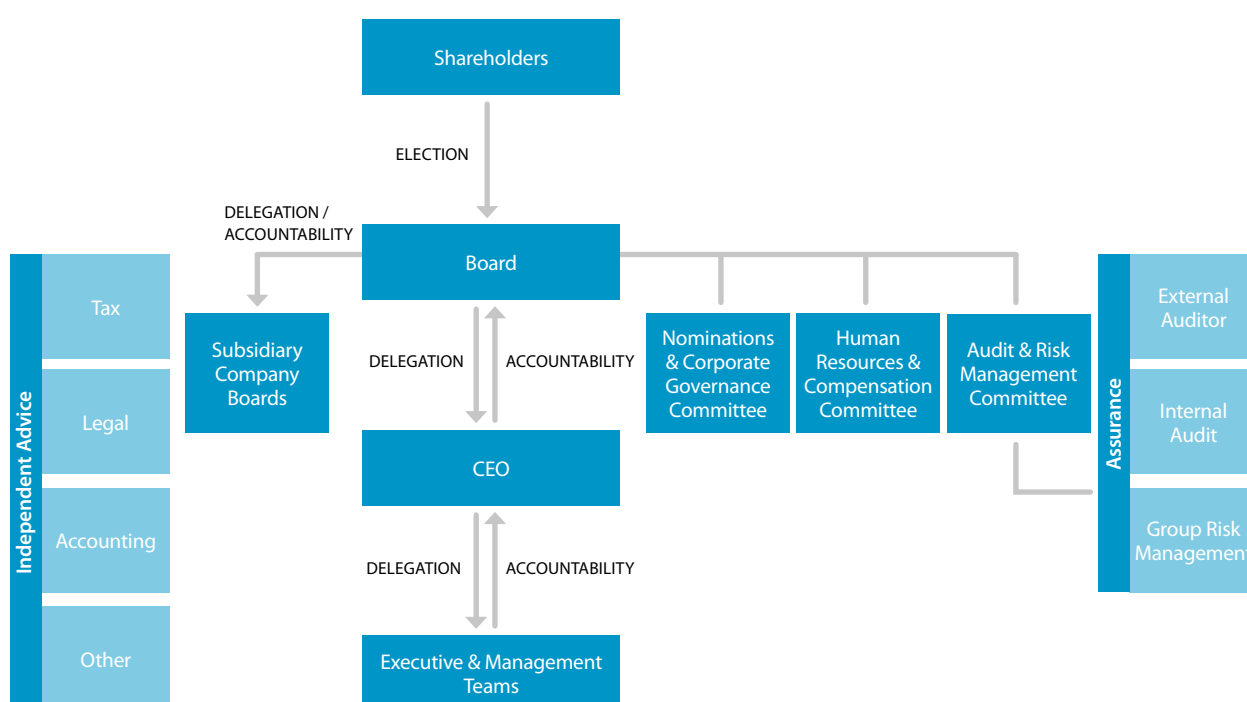 Shareholders
ELECTION
DELEGATION /
ACCOUNTABILITY
Board
Independent Advice
Tax
Legal
Accounting
Other
Subsidiary
Company
Boards
DELEGATION
ACCOUNTABILITY
Nominations
& Corporate
Governance
Committee
Human
Resources &
Compensation
Committee
Audit & Risk
Management
Committee
Assurance
External
Auditor
Internal
Audit
Group Risk
Management
CEO
DELEGATION
ACCOUNTABILITY
Executive & Management
Teams